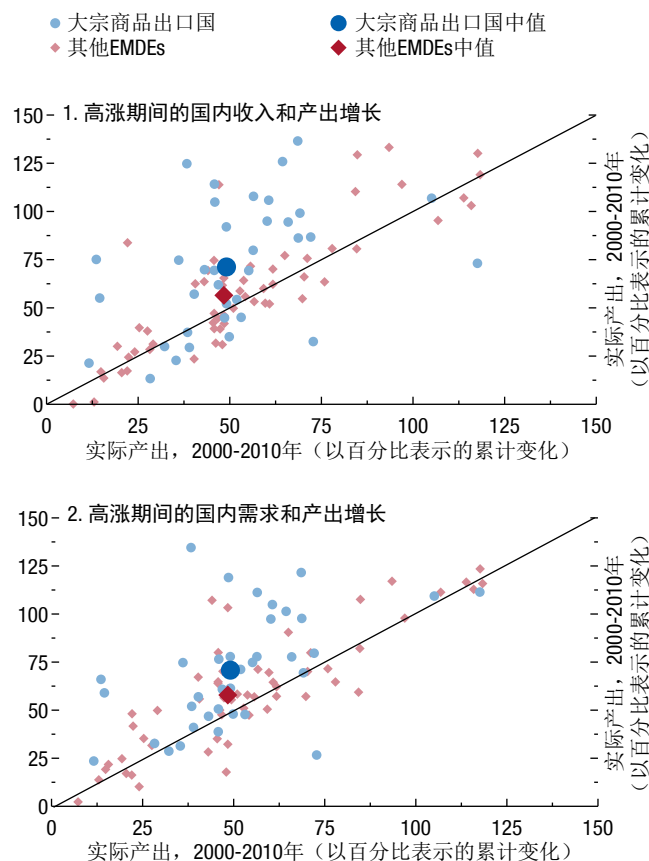 大宗商品出口国 大宗商品出口国中值
其他EMDEs 其他EMDEs中值
1. 高涨期间的国内收入和产出增长
150
125
100
75
50
25
0
0 25 50 75 100 125 150
实际产出，2000-2010年（以百分比表示的累计变化）
实际产出，2000-2010年
（以百分比表示的累计变化）
2. 高涨期间的国内需求和产出增长
150
125
100
75
50
25
0
0 25 50 75 100 125 150
实际产出，2000-2010年（以百分比表示的累计变化）
实际产出，2000-2010年
（以百分比表示的累计变化）